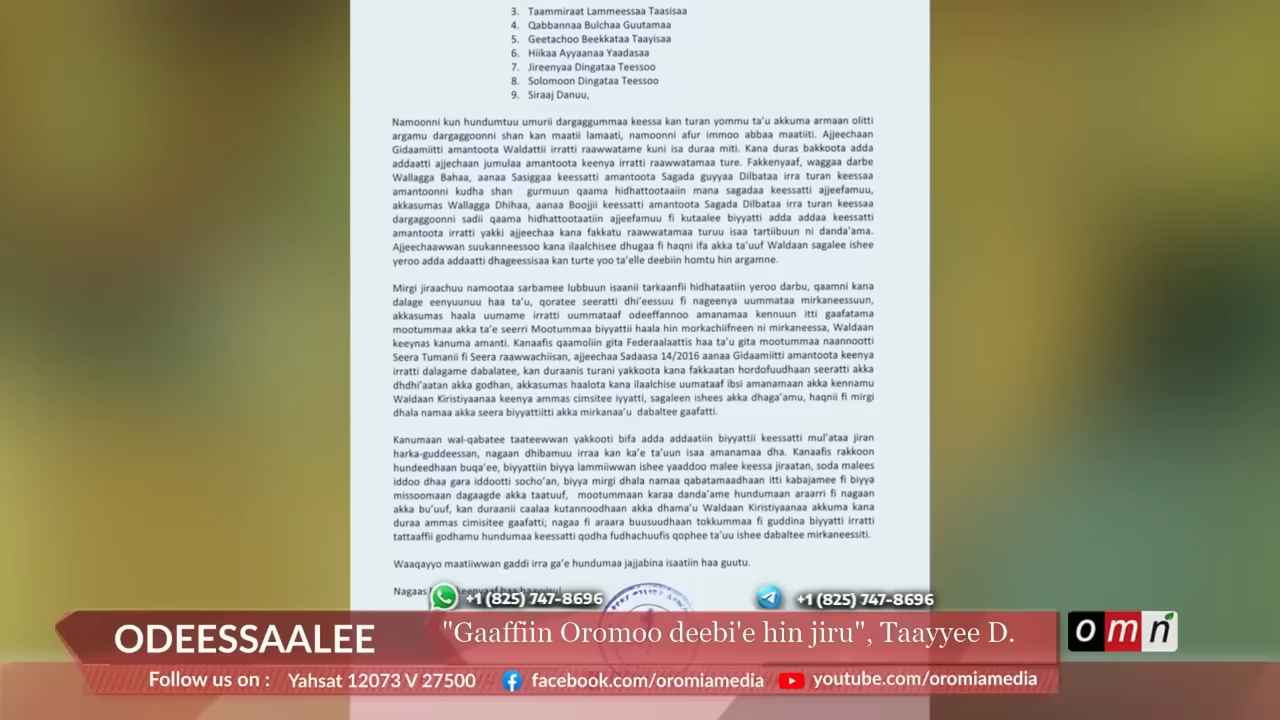 3. Taammiraat Lammeessaa Taasisaa
4. Qabbannaa Bulchaa Guutamaa
5. Geetachoo Beekkataa Taayisaa
6. Hiikaa Ayyaanaa Yaadasaa
7. Jireenyaa Dingataa Teessoo
8. Solomoon Dingataa Teessoo
9. Siraaj Danuu,
Namoonni kun hundumtuu umurii dargaggummaa keessa kan turan yommu ta'u akkuma armaan olitti
argamu dargaggoonni shan kan maatii lamaati, namoonni afur immoo abbaa maatiiti. Ajjeechaan
Gidaamiitti amantoota Waldattii irratti raawwatame kuni isa duraa miti. Kana duras bakkoota adda
addaatti ajjechaan jumulaa amantoota keenya irratti raawwatamaa ture. Fakkenyaaf, waggaa darbe
Wallagga Bahaa, aanaa Sasiggaa keessatti amantoota Sagada guyyaa Dilbataa irra turan keessaa
amantoonni kudha shan gurmuun qaama hidhattootaaiin mana sagadaa keessatti ajjeefamuu,
akkasumas Wallagga Dhihaa, aanaa Boojjii keessatti amantoota Sagada Dilbataa irra turan keessaa
dargaggoonni sadii qaama hidhattootaatiin ajjeefamuu fi kutaalee biyyatti adda addaa keessatti
amantoota irratti yakki ajjeechaa kana fakkatu raawwatamaa turuu isaa tartiibuun ni danda'ama.
Ajjeechaawwan suukanneessoo kana ilaalchisee dhugaa fi haqni ifa akka ta'uuf Waldaan sagalee ishee
yeroo adda addaatti dhageessisaa kan turte yoo ta'elle deebiin homtu hin argamne.
Mirgi jiraachuu namootaa sarbamee lubbuun isaanii tarkaanfii hidhataatiin yeroo darbu, qaamni kana
dalage eenyuunuu haa ta'u, qoratee seeratti dhi'eessuu fi nageenya uummataa mirkaneessuun,
akkasumas haala uumame irratti uummataaf odeeffannoo amanamaa kennuun itti gaafatama
mootummaa akka ta'e seerri Mootummaa biyyattii haala hin morkachiifneen ni mirkaneessa, Waldaan
keeynas kanuma amanti. Kanaafis qaamoliin gita Federaalaattis haa ta'u gita mootummaa naannootti
Seera Tumanii fi Seera raawwachiisan, ajjeechaa Sadaasa 14/2016 aanaa Gidaamiitti amantoota keenya
irratti dalagame dabalatee, kan duraanis turani yakkoota kana fakkaatan hordofuudhaan seeratti akka
dhdhi'aatan akka godhan, akkasumas haalota kana ilaalchise uumataaf ibsi amanamaan akka kennamu
Waldaan Kiristiyaanaa keenya ammas cimsitee iyyatti, sagaleen ishees akka dhaga'amu, haqnii fi mirgi
dhala namaa akka seera biyyattiitti akka mirkanaa'u dabaltee gaafatti.
Kanumaan wal-qabatee taateewwan yakkooti bifa adda addaatiin biyyattii keessatti mul'ataa jiran
harka-guddeessan, nagaan dhibamuu irraa kan ka'e ta'uun isaa amanamaa dha. Kanaafis rakkoon
hundeedhaan buqa'ee, biyyattiin biyya lammiiwwan ishee yaaddoo malee keessa jiraatan, soda malees
iddoo dhaa gara iddootti socho'an, biyya mirgi dhala namaa qabatamaadhaan itti kabajamee fi biyya
missoomaan dagaagde akka taatuuf, mootummaan karaa danda'ame hundumaan araarri fi nagaan
akka bu'uuf, kan duraanii caalaa kutannoodhaan akka dhama'u Waldaan Kiristiyaanaa akkuma kana
duraa ammas cimisitee gaafatti; nagaa fi araara buusuudhaan tokkummaa fi guddina biyyatti irratti
tattaaffii godhamu hundumaa keessatti qodha fudhachuufis qophee ta'uu ishee dabaltee mirkaneessiti.
Waaqayyo maatiiwwan gaddi irra ga'e hundumaa jajjabina isaatiin haa guutu.
Nagaas
+1 (825) 747-8696
+1 (825) 747-8696
ODEESSAALEE
"Gaaffiin Oromoo deebi'e hin jiru", Taayyee D.
omn
Follow us on : Yahsat 12073 V 27500 facebook.com/oromiamedia youtube.com/oromiamedia